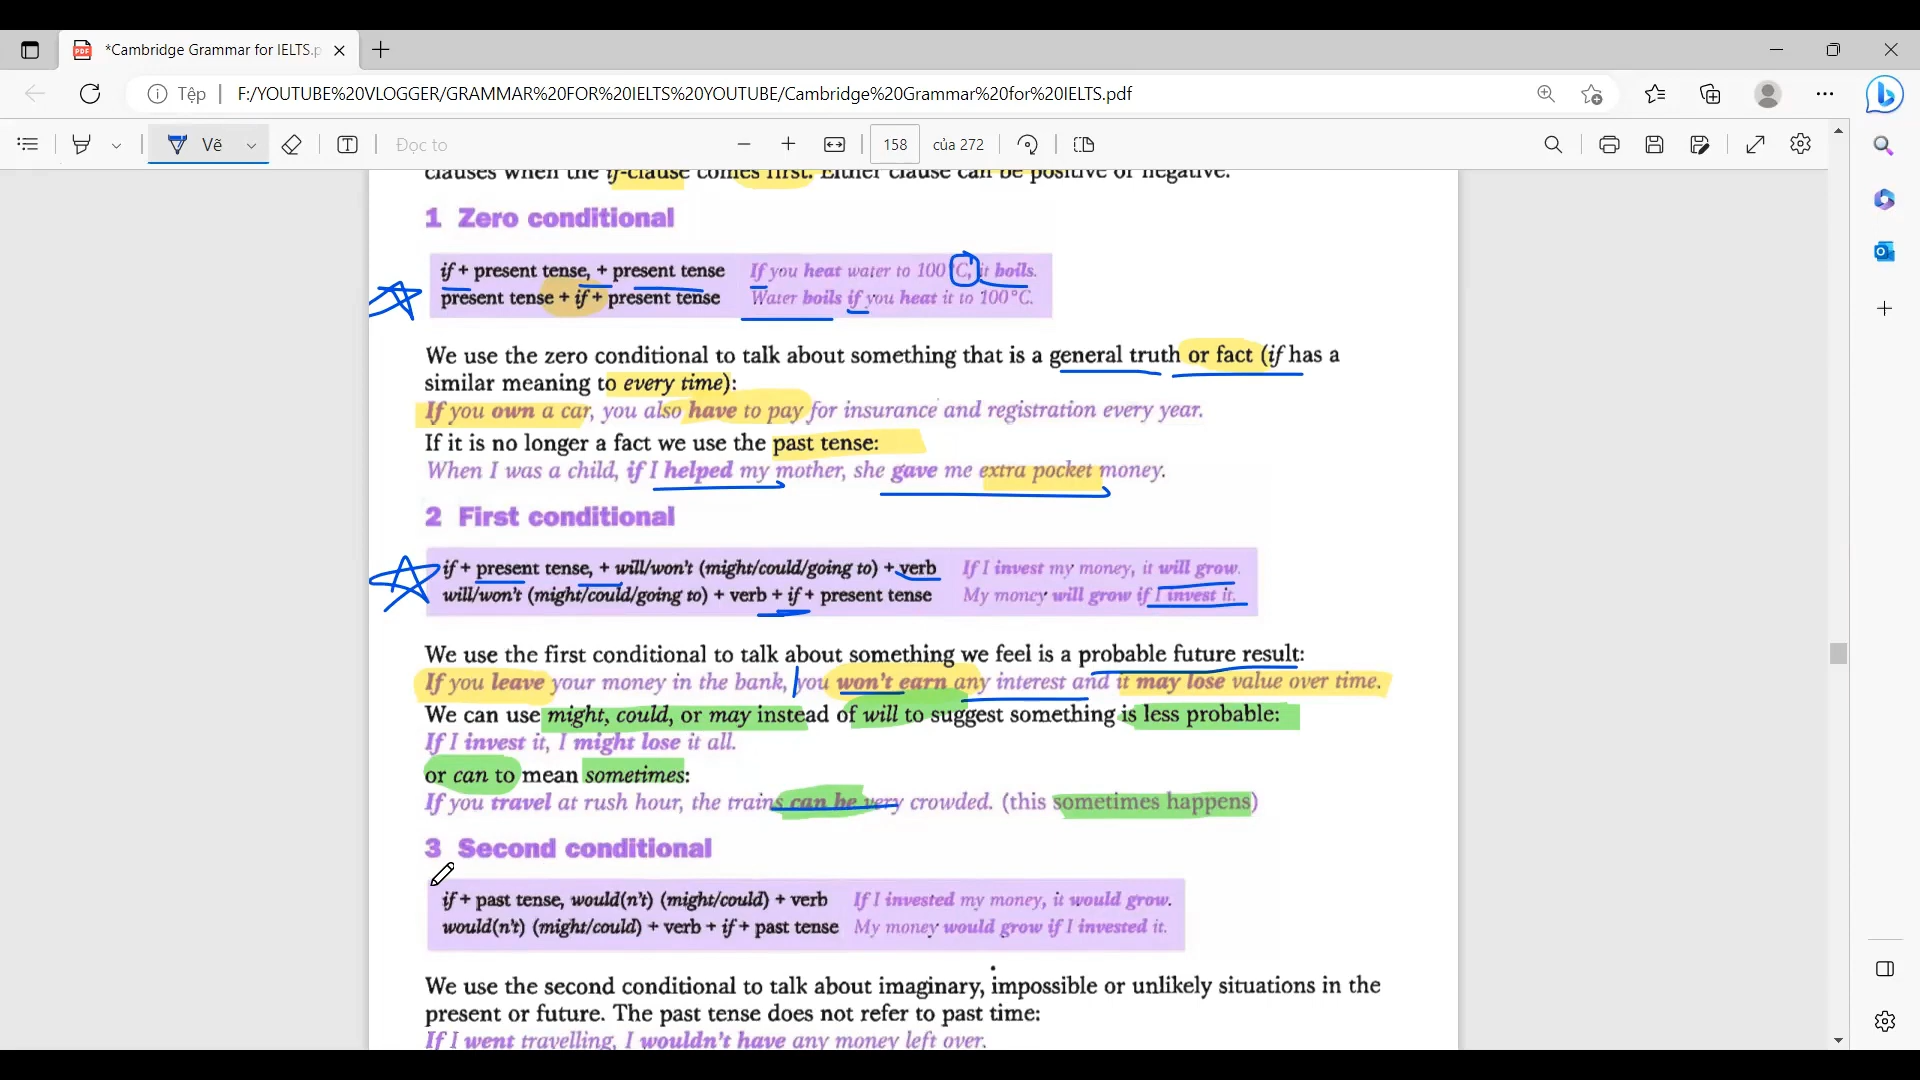 *Cambridge Grammar for IELTS.p
Tệp
F:/YOUTUBE%20VLOGGER/GRAMMAR%20FOR%20IELTS%20YOUTUBE/Cambridge%20Grammar%20for%20IELTS.pdf
Vẽ
Đọc to
158
của 272
clauses when the if-clause comes first. Either clause can be positive or negative.
1 Zero conditional
if + present tense, + present tense If you heat water to 100°C, it boils.
present tense + if + present tense Water boils if you heat it to 100°C.
We use the zero conditional to talk about something that is a general truth or fact (if has a
similar meaning to every time):
If you own a car, you also have to pay for insurance and registration every year.
If it is no longer a fact we use the past tense:
When I was a child, if I helped my mother, she gave me extra pocket money.
2 First conditional
if + present tense, + will/won't (might/could/going to) + verb If I invest my money, it will grow.
will/won't (might/could/going to) + verb + if + present tense My money will grow if I invest it.
We use the first conditional to talk about something we feel is a probable future result:
If you leave your money in the bank, you won't earn any interest and it may lose value over time.
We can use might, could, or may instead of will to suggest something is less probable:
If I invest it, I might lose it all.
or can to mean sometimes:
If you travel at rush hour, the trains can be very crowded. (this sometimes happens)
3 Second conditional
if + past tense, would(n't) (might/could) + verb If I invested my money, it would grow.
would(n't) (might/could) + verb + if + past tense My money would grow if I invested it.
We use the second conditional to talk about imaginary, impossible or unlikely situations in the
present or future. The past tense does not refer to past time:
If I went travelling, I wouldn't have any money left over.